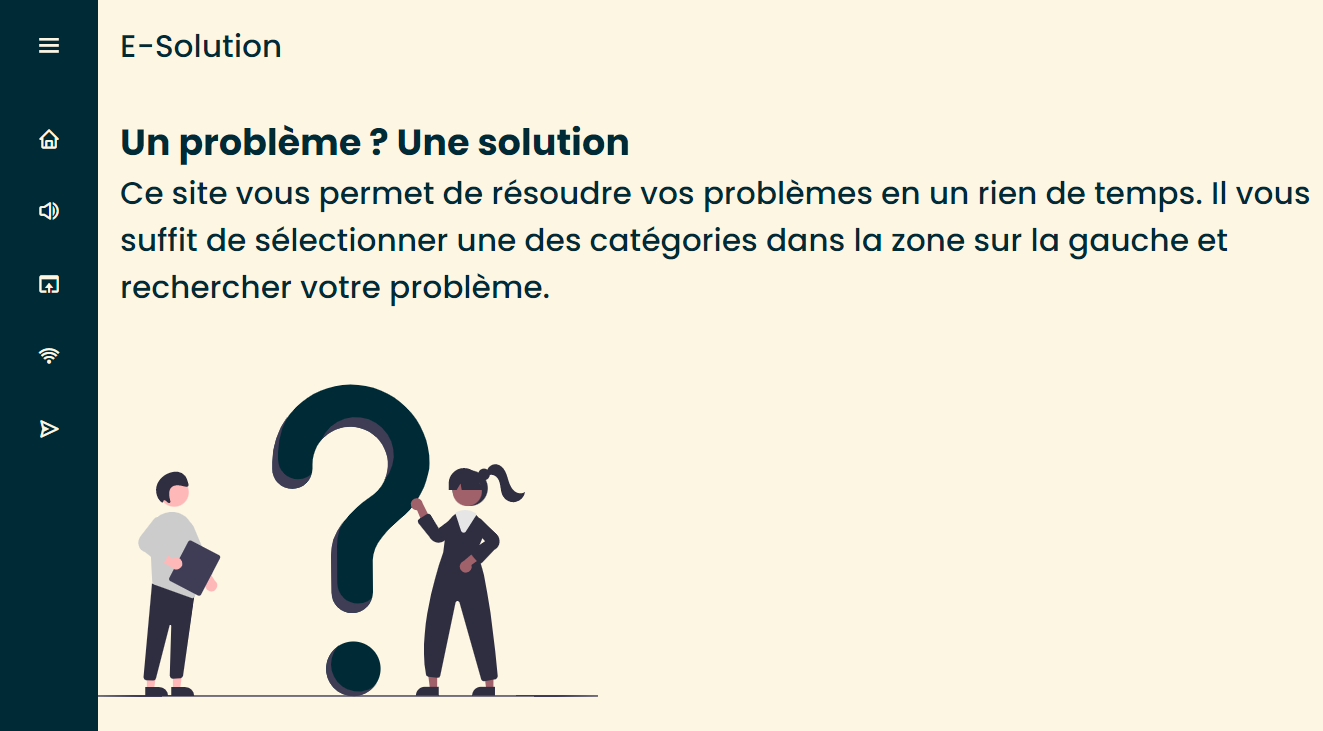 E-Solution
Un problème ? Une solution
Ce site vous permet de résoudre vos problèmes en un rien de temps. Il vous
suffit de sélectionner une des catégories dans la zone sur la gauche et
rechercher votre problème.